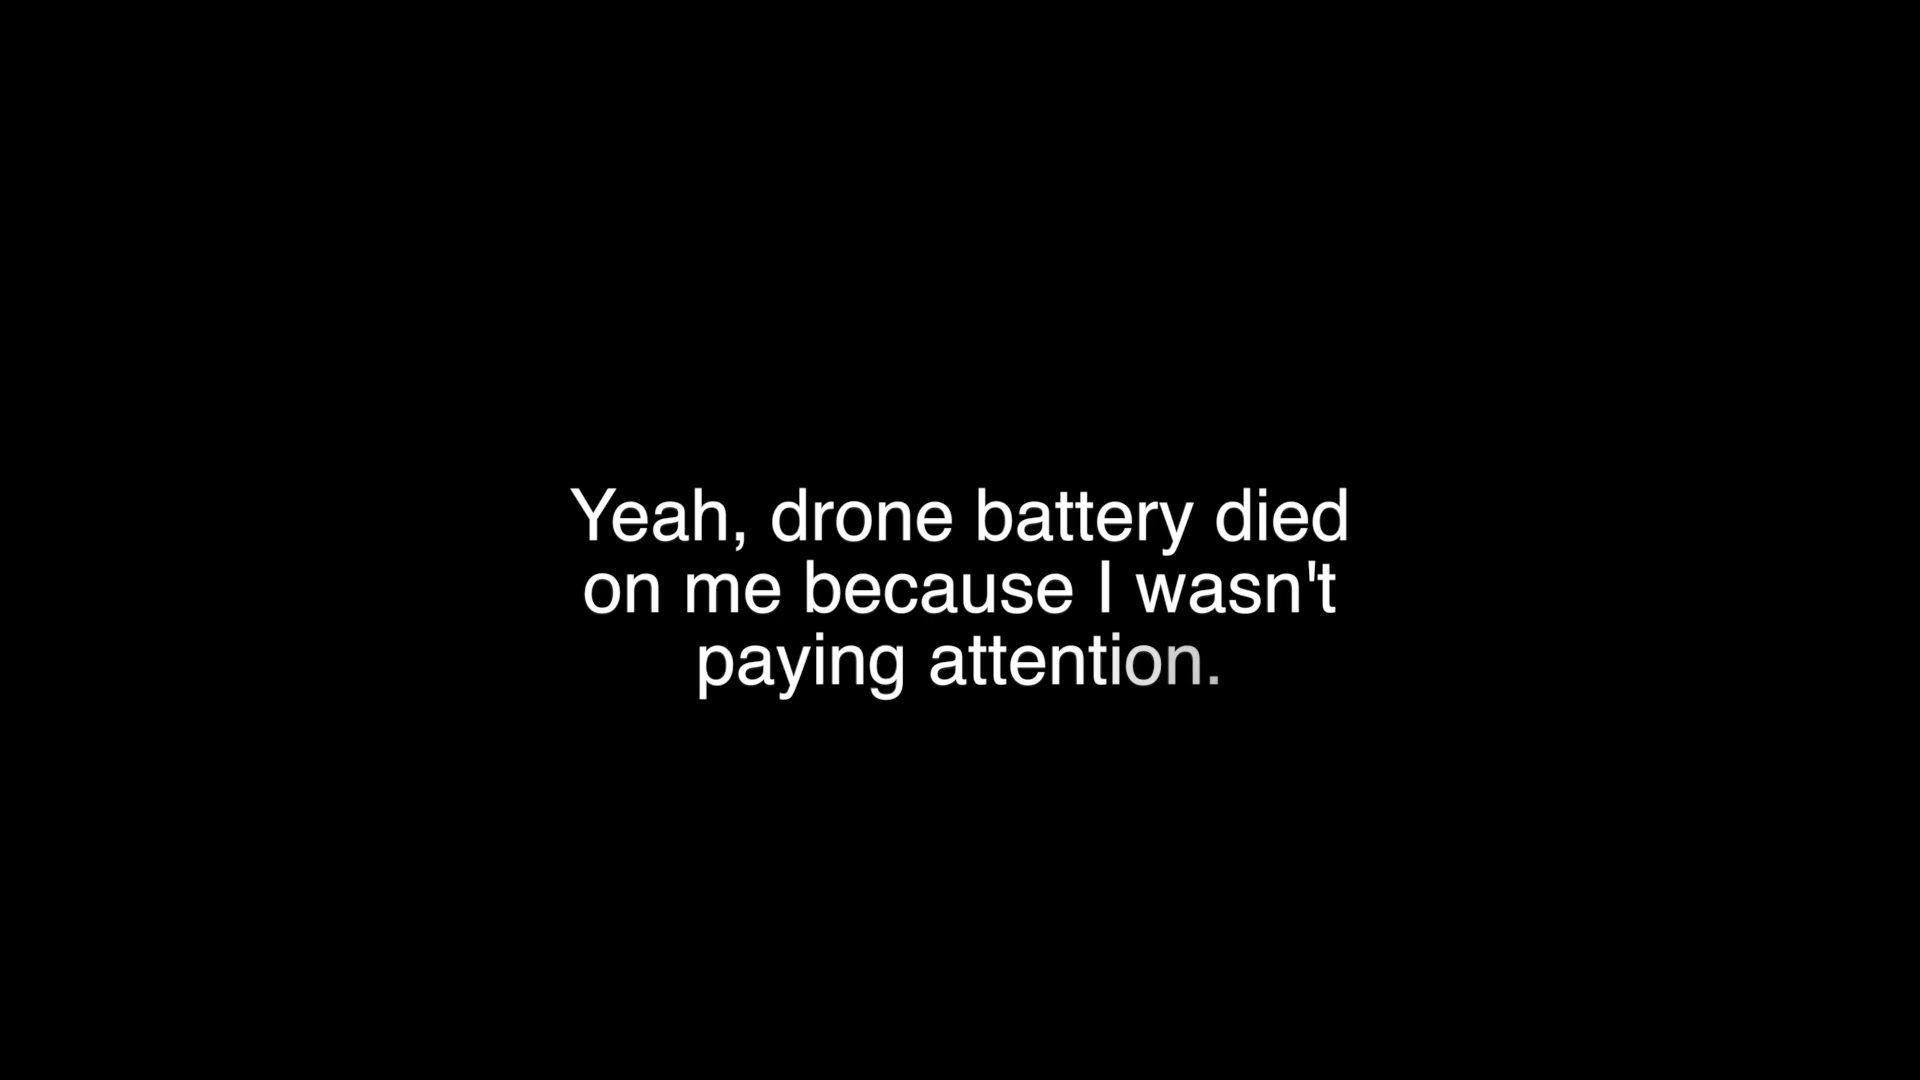 Yeah, drone battery died
on me because I wasn't
paying attention.